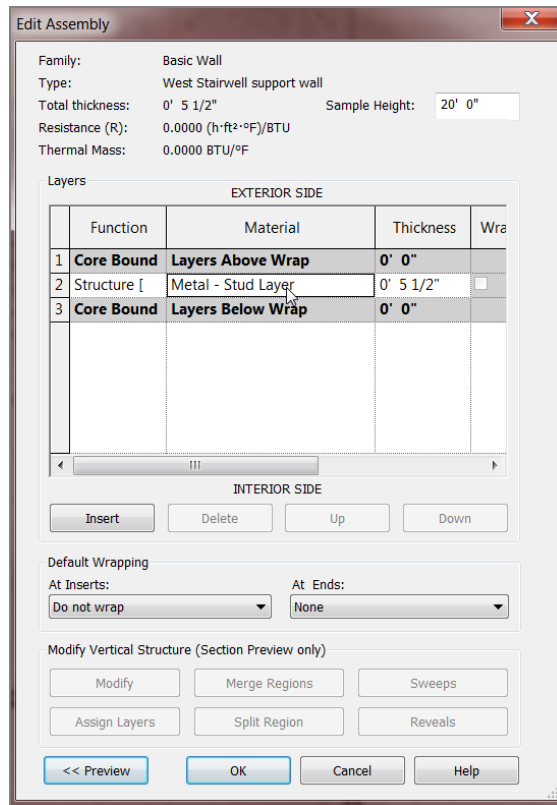 Edit Assembly
Family: Basic Wall
Type: West Stairwell support wall
Total thickness: 0' 5 1/2" Sample Height: 20' 0"
Resistance (R): 0.0000 (h·ft²·°F)/BTU
Thermal Mass: 0.0000 BTU/°F
Layers
EXTERIOR SIDE
Function Material Thickness Wra
1 Core Bound Layers Above Wrap 0' 0"
2 Structure [ Metal - Stud Layer 0' 5 1/2"
3 Core Bound Layers Below Wrap 0' 0"
INTERIOR SIDE
Insert Delete Up Down
Default Wrapping
At Inserts: At Ends:
Do not wrap None
Modify Vertical Structure (Section Preview only)
Modify Merge Regions Sweeps
Assign Layers Split Region Reveals
<< Preview OK Cancel Help